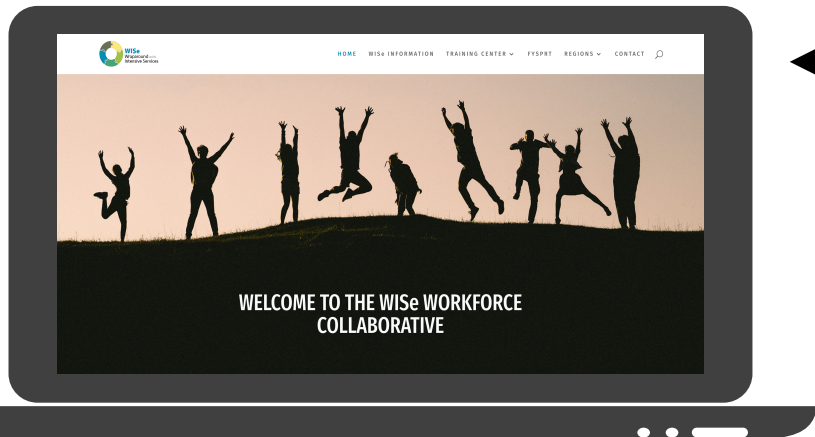 WISe
Wraparound with
Intensive Services
HOME WISe INFORMATION TRAINING CENTER FYSPRT REGIONS CONTACT
WELCOME TO THE WISe WORKFORCE
COLLABORATIVE